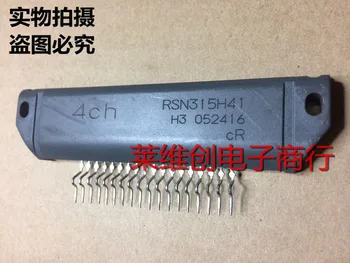 实物拍摄
盗图必究
4ch
RSN315H41
H3 052416
cR
莱维创电子商行